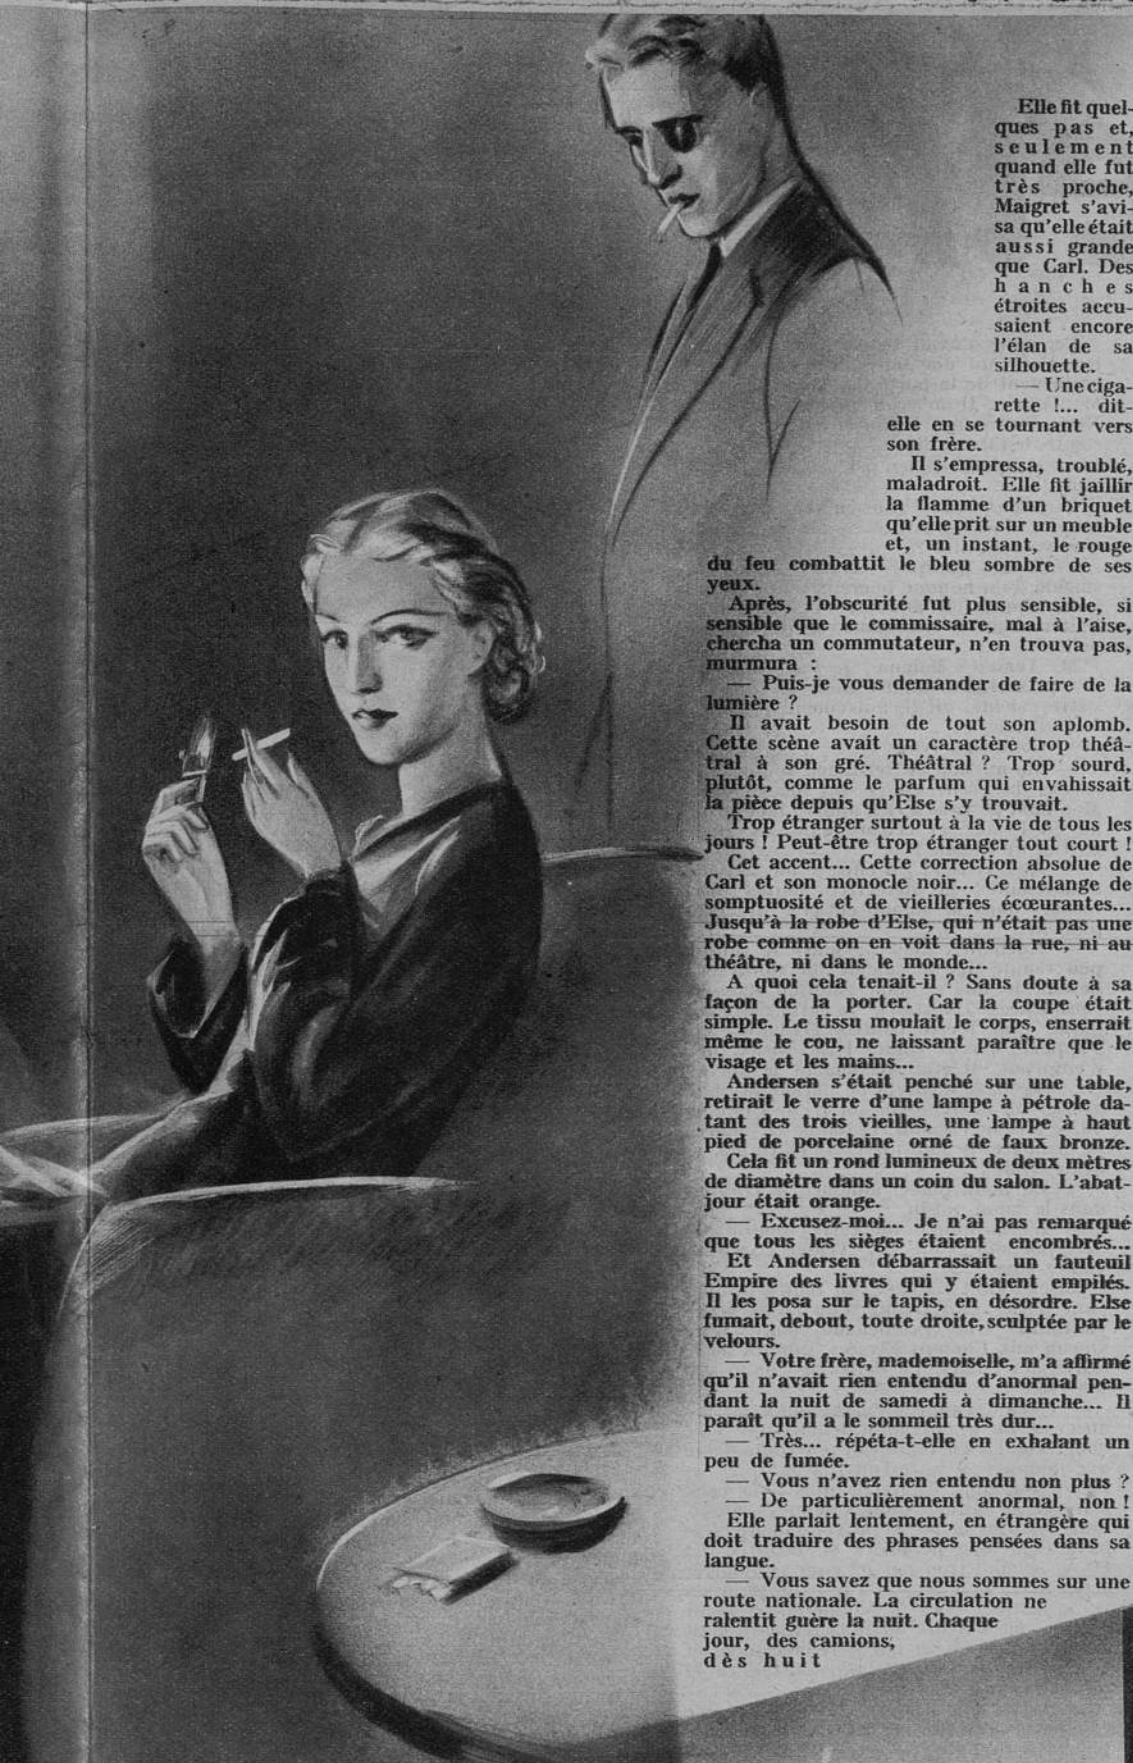 Elle fit quel-
ques pas et,
seulement
quand elle fut
très proche,
Maigret s'avi-
sa qu'elle était
aussi grande
que Carl. Des
hanches
étroites accu-
saient encore
l'élan de sa
silhouette.
— Une ciga-
rette !... dit-
elle en se tournant vers
son frère.
Il s'empressa, troublé,
maladroit. Elle fit jaillir
la flamme d'un briquet
qu'elle prit sur un meuble
et, un instant, le rouge
du feu combattit le bleu sombre de ses
yeux.
Après, l'obscurité fut plus sensible, si
sensible que le commissaire, mal à l'aise,
chercha un commutateur, n'en trouva pas,
murmura :
— Puis-je vous demander de faire de la
lumière ?
Il avait besoin de tout son aplomb.
Cette scène avait un caractère trop théâ-
tral à son gré. Théâtral ? Trop sourd,
plutôt, comme le parfum qui envahissait
la pièce depuis qu'Else s'y trouvait.
Trop étranger surtout à la vie de tous les
jours ! Peut-être trop étranger tout court !
Cet accent... Cette correction absolue de
Carl et son monocle noir... Ce mélange de
somptuosité et de vieilleries écœurantes...
Jusqu'à la robe d'Else, qui n'était pas une
robe comme on en voit dans la rue, ni au
théâtre, ni dans le monde...
A quoi cela tenait-il ? Sans doute à sa
façon de la porter. Car la coupe était
simple. Le tissu moulait le corps, enserrait
même le cou, ne laissant paraître que le
visage et les mains...
Andersen s'était penché sur une table,
retirait le verre d'une lampe à pétrole da-
tant des trois vieilles, une lampe à haut
pied de porcelaine orné de faux bronze.
Cela fit un rond lumineux de deux mètres
de diamètre dans un coin du salon. L'abat-
jour était orange.
— Excusez-moi... Je n'ai pas remarqué
que tous les sièges étaient encombrés...
Et Andersen débarrassait un fauteuil
Empire des livres qui y étaient empilés.
Il les posa sur le tapis, en désordre. Else
fumait, debout, toute droite, sculptée par le
velours.
— Votre frère, mademoiselle, m'a affirmé
qu'il n'avait rien entendu d'anormal pen-
dant la nuit de samedi à dimanche... Il
paraît qu'il a le sommeil très dur...
— Très... répéta-t-elle en exhalant un
peu de fumée.
— Vous n'avez rien entendu non plus ?
— De particulièrement anormal, non !
Elle parlait lentement, en étrangère qui
doit traduire des phrases pensées dans sa
langue.
— Vous savez que nous sommes sur une
route nationale. La circulation ne
ralentit guère la nuit. Chaque
jour, des camions,
dès huit